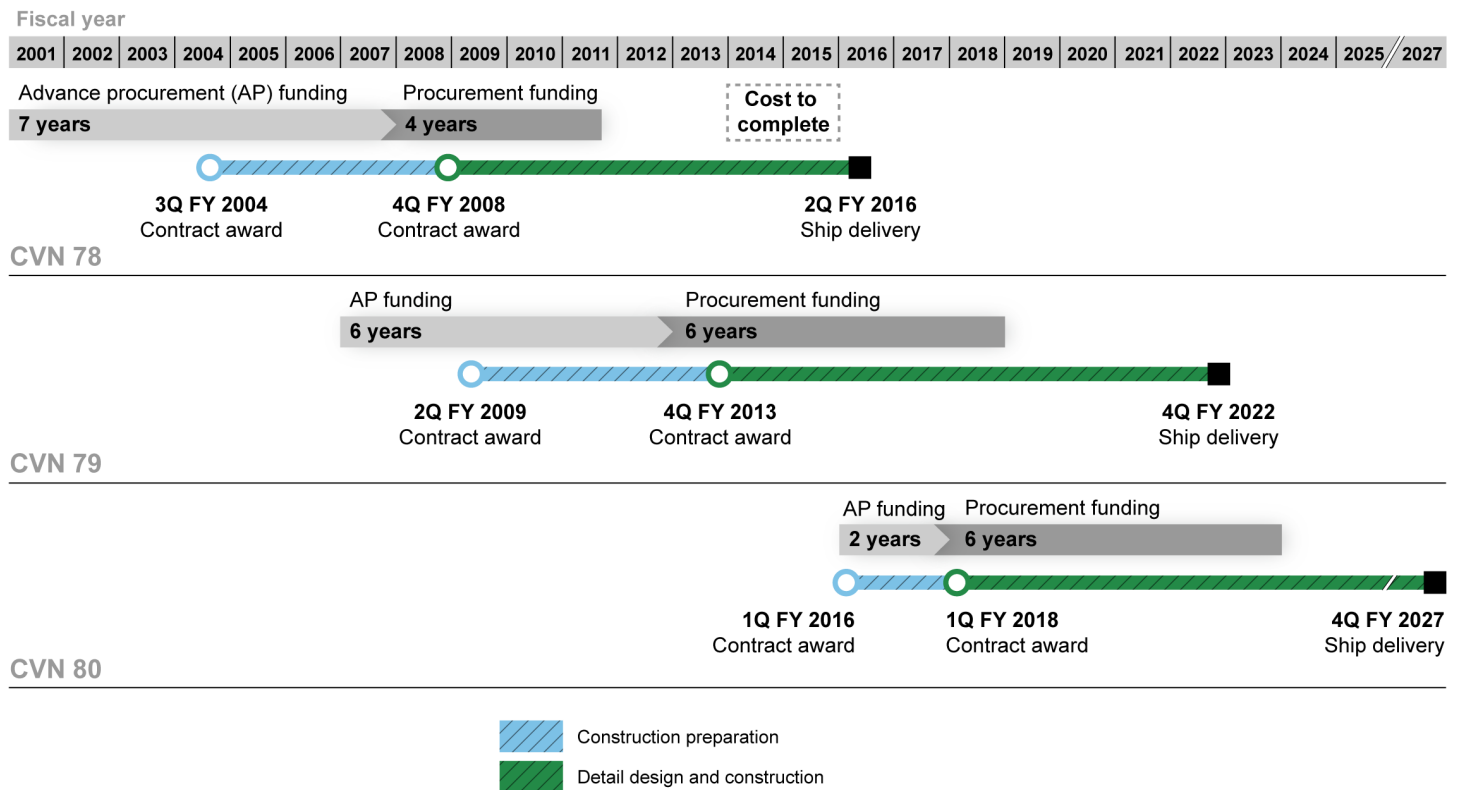 Fiscal year
2001 2002 2003 2004 2005 2006 2007 2008 2009 2010 2011 2012 2013 2014 2015 2016 2017 2018 2019 2020 2021 2022 2023 2024 2025 2027
Advance procurement (AP) funding
Procurement funding
7 years
4 years
Cost to
complete
3Q FY 2004
Contract award
4Q FY 2008
Contract award
2Q FY 2016
Ship delivery
CVN 78
AP funding
Procurement funding
6 years
6 years
2Q FY 2009
Contract award
4Q FY 2013
Contract award
4Q FY 2022
Ship delivery
CVN 79
AP funding
Procurement funding
2 years
6 years
1Q FY 2016
Contract award
1Q FY 2018
Contract award
4Q FY 2027
Ship delivery
CVN 80
Construction preparation
Detail design and construction